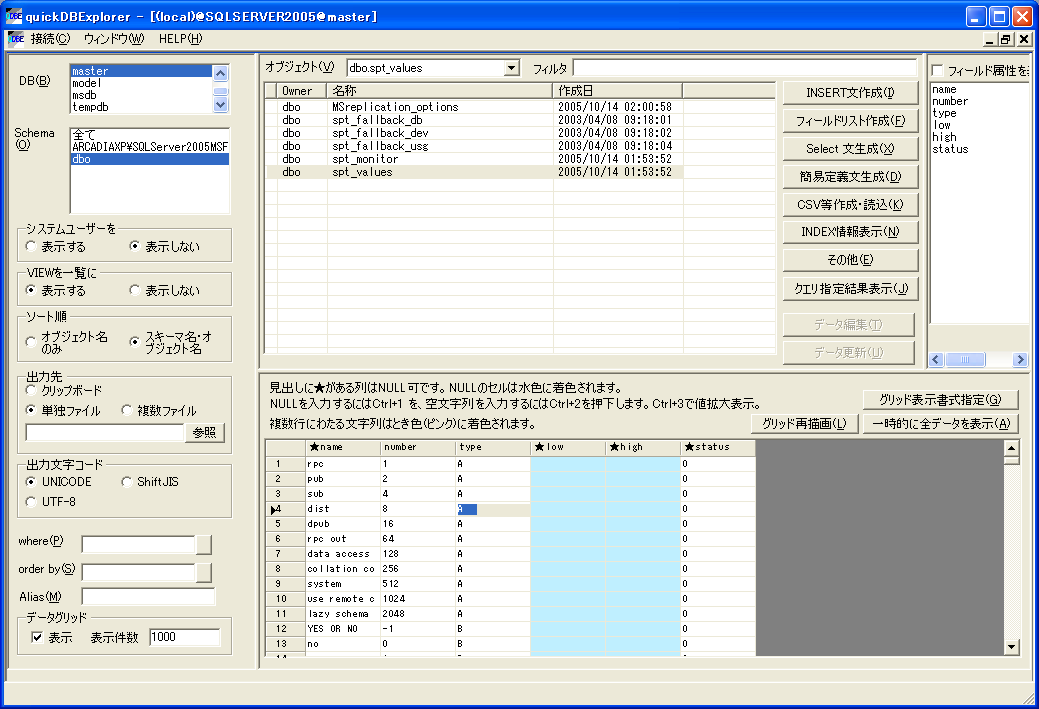 quickDBExplorer - [(local)@SQLSERVER2005@master]
接続(C) ウィンドウ(W) HELP(H)
DB(B)
master
model
msdb
tempdb
Schema
(O)
全て
ARCADIAXP¥SQLServer2005MSF
dbo
システムユーザーを
表示する 表示しない
VIEWを一覧に
表示する 表示しない
ソート順
オブジェクト名のみ スキーマ名・オブジェクト名
出力先
クリップボード
単独ファイル 複数ファイル
参照
出力文字コード
UNICODE ShiftJIS
UTF-8
where(P)
order by(S)
Alias(M)
データグリッド
表示 表示件数 1000
オブジェクト(V) dbo.spt_values フィルタ
Owner 名称 作成日
dbo MSreplication_options 2005/10/14 02:00:58
dbo spt_fallback_db 2003/04/08 09:18:01
dbo spt_fallback_dev 2003/04/08 09:18:02
dbo spt_fallback_usg 2003/04/08 09:18:04
dbo spt_monitor 2005/10/14 01:53:52
dbo spt_values 2005/10/14 01:53:52
INSERT文作成(I)
フィールドリスト作成(F)
Select 文生成(X)
簡易定義文生成(D)
CSV等作成・読込(K)
INDEX情報表示(N)
その他(E)
クエリ指定結果表示(J)
データ編集(T)
データ更新(U)
フィールド属性を
name
number
type
low
high
status
見出しに★がある列はNULL可です。NULLのセルは水色に着色されます。
NULLを入力するにはCtrl+1 を、空文字列を入力するにはCtrl+2を押下します。Ctrl+3で値拡大表示。
複数行にわたる文字列はとき色(ピンク)に着色されます。
グリッド表示書式指定(G)
グリッド再描画(L) 一時的に全データを表示(A)
★name number type ★low ★high ★status
1 rpc 1 A 0
2 pub 2 A 0
3 sub 4 A 0
4 dist 8 A 0
5 dpub 16 A 0
6 rpc out 64 A 0
7 data access 128 A 0
8 collation co 256 A 0
9 system 512 A 0
10 use remote c 1024 A 0
11 lazy schema 2048 A 0
12 YES OR NO -1 B 0
13 no 0 B 0